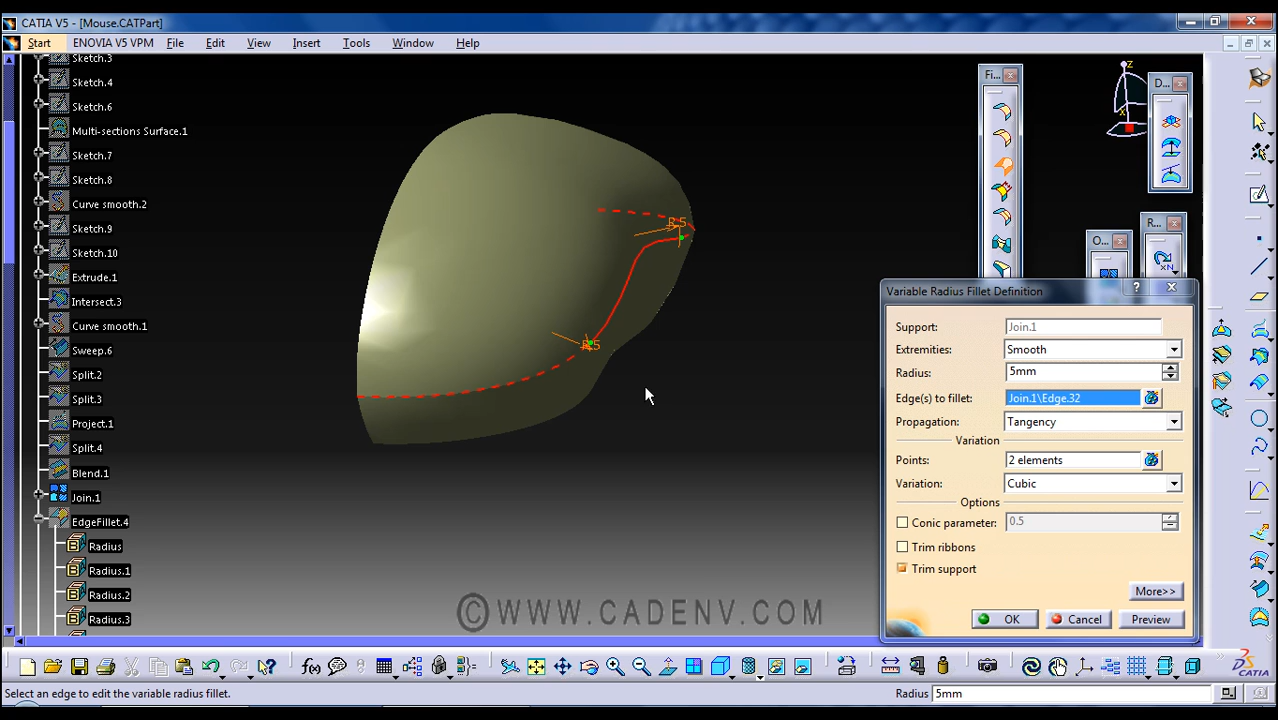 CATIA V5 - [Mouse.CATPart]
Start ENOVIA V5 VPM File Edit View Insert Tools Window Help
Sketch.3
Sketch.4
Sketch.6
Multi-sections Surface.1
Sketch.7
Sketch.8
Curve smooth.2
Sketch.9
Sketch.10
Extrude.1
Intersect.3
Curve smooth.1
Sweep.6
Split.2
Split.3
Project.1
Split.4
Blend.1
Join.1
EdgeFillet.4
Radius
Radius.1
Radius.2
Radius.3
R 5
R 5
z
x
Fi...
D...
O...
R...
Variable Radius Fillet Definition
Support: Join.1
Extremities: Smooth
Radius: 5mm
Edge(s) to fillet: Join.1\Edge.32
Propagation: Tangency
Variation
Points: 2 elements
Variation: Cubic
Options
Conic parameter: 0.5
Trim ribbons
Trim support
More>>
OK Cancel Preview
©WWW.CADENV.COM
f(x)
CATIA
Select an edge to edit the variable radius fillet.
Radius 5mm